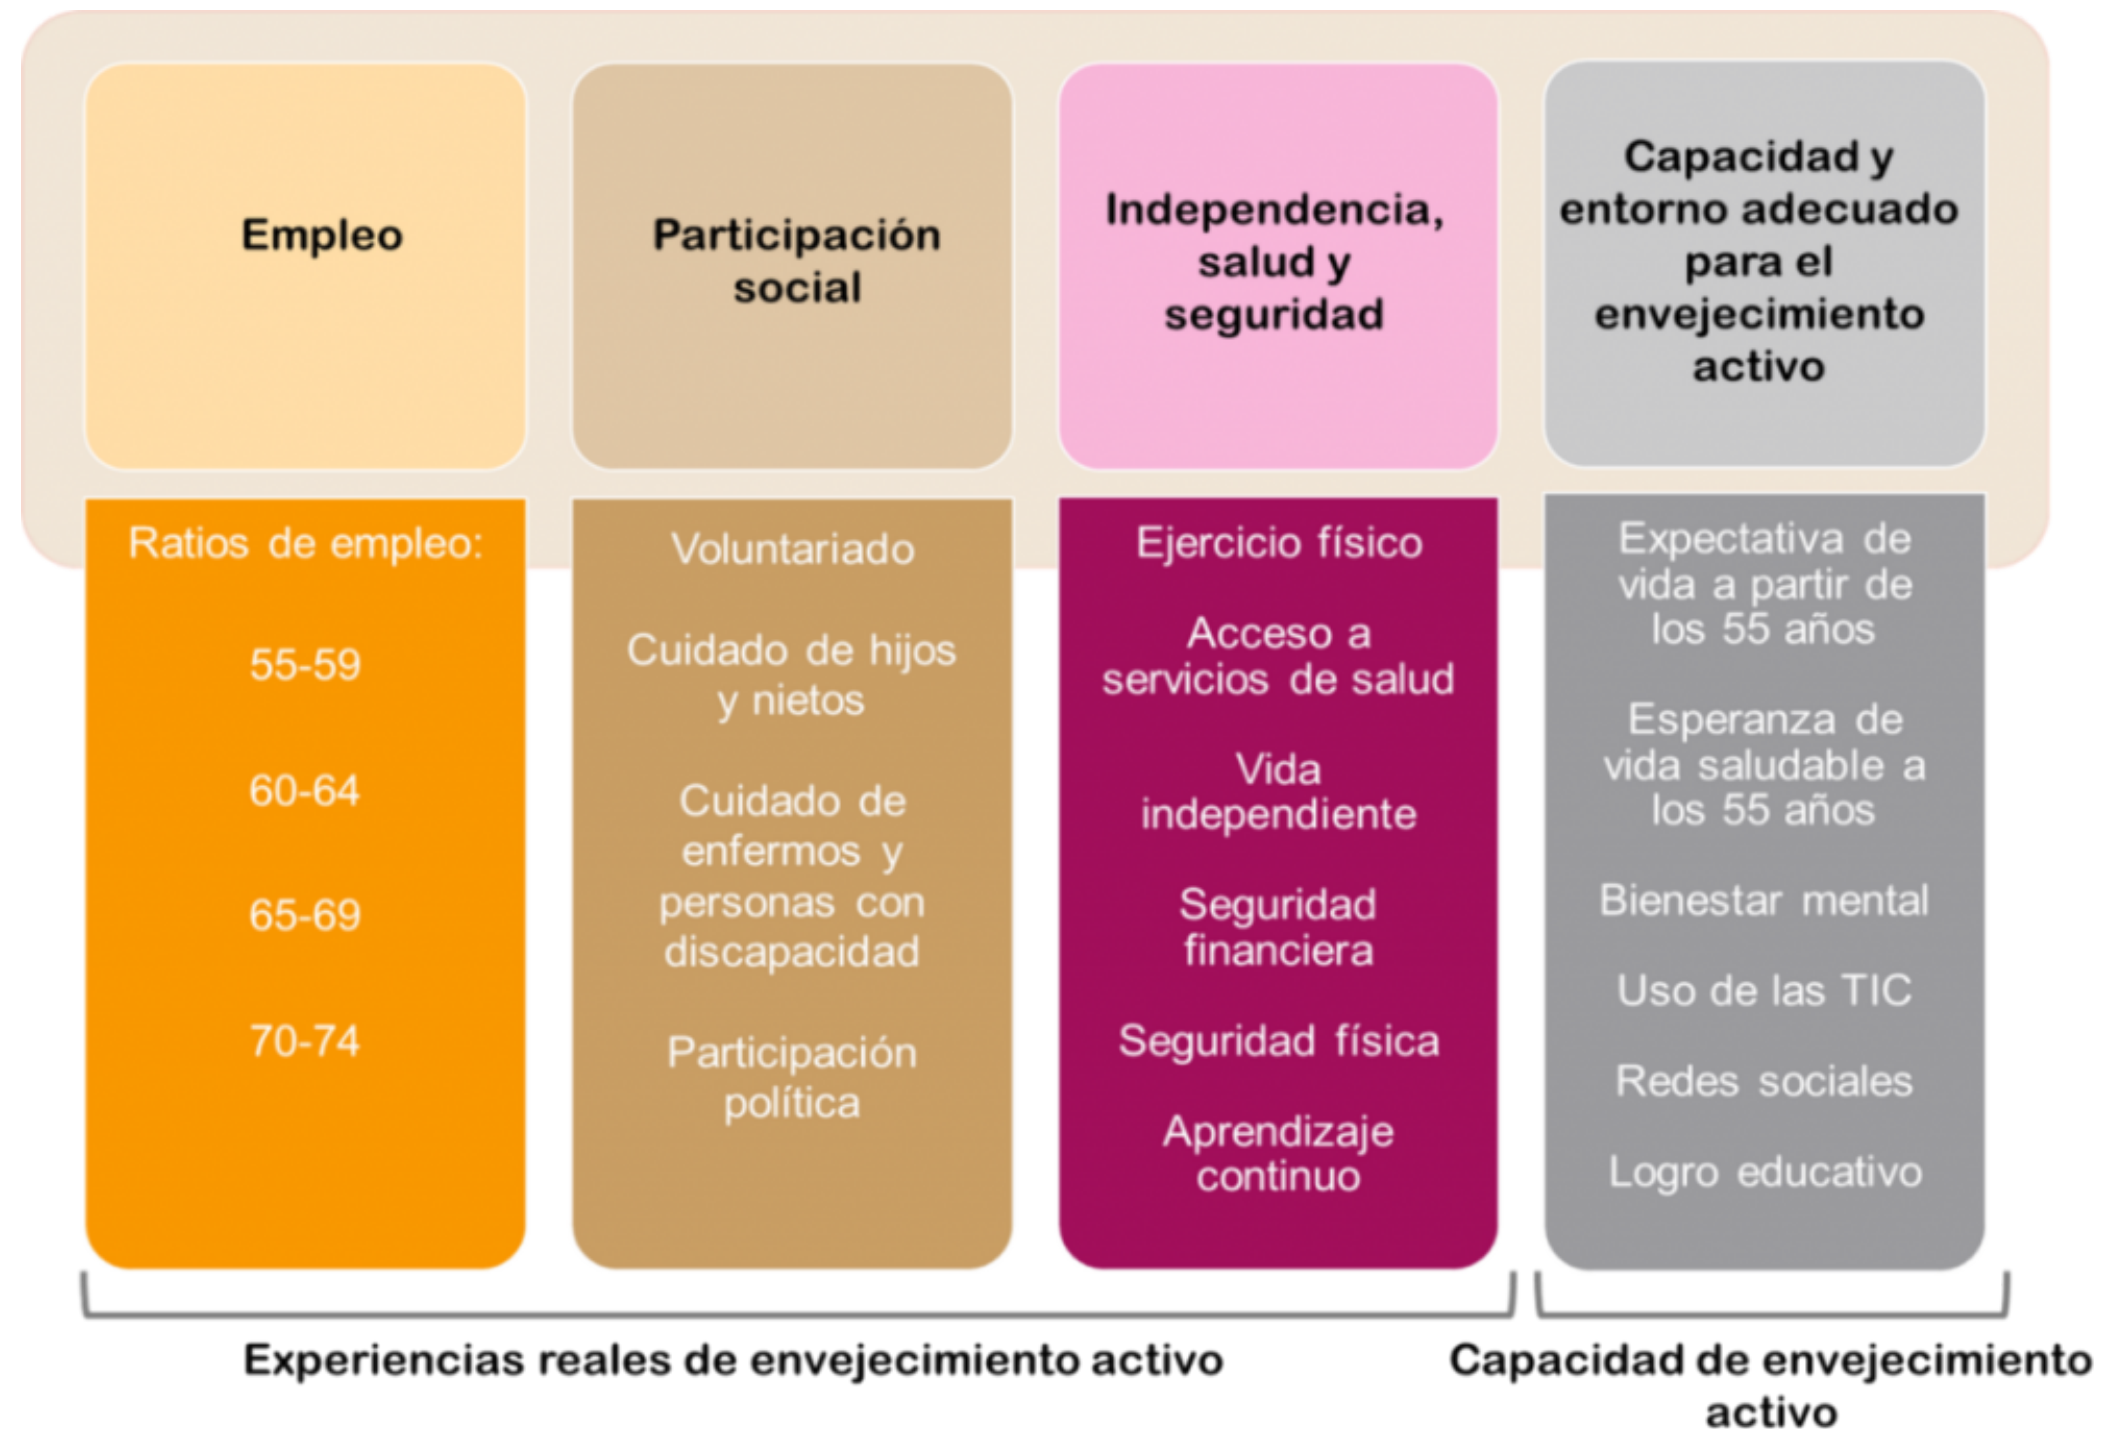 Empleo
Participación
social
Independencia,
salud y
seguridad
Capacidad y
entorno adecuado
para el
envejecimiento
activo
Ratios de empleo:
55-59
60-64
65-69
70-74
Voluntariado
Cuidado de hijos
y nietos
Cuidado de
enfermos y
personas con
discapacidad
Participación
política
Ejercicio físico
Acceso a
servicios de salud
Vida
independiente
Seguridad
financiera
Seguridad física
Aprendizaje
continuo
Expectativa de
vida a partir de
los 55 años
Esperanza de
vida saludable a
los 55 años
Bienestar mental
Uso de las TIC
Redes sociales
Logro educativo
Experiencias reales de envejecimiento activo
Capacidad de envejecimiento
activo